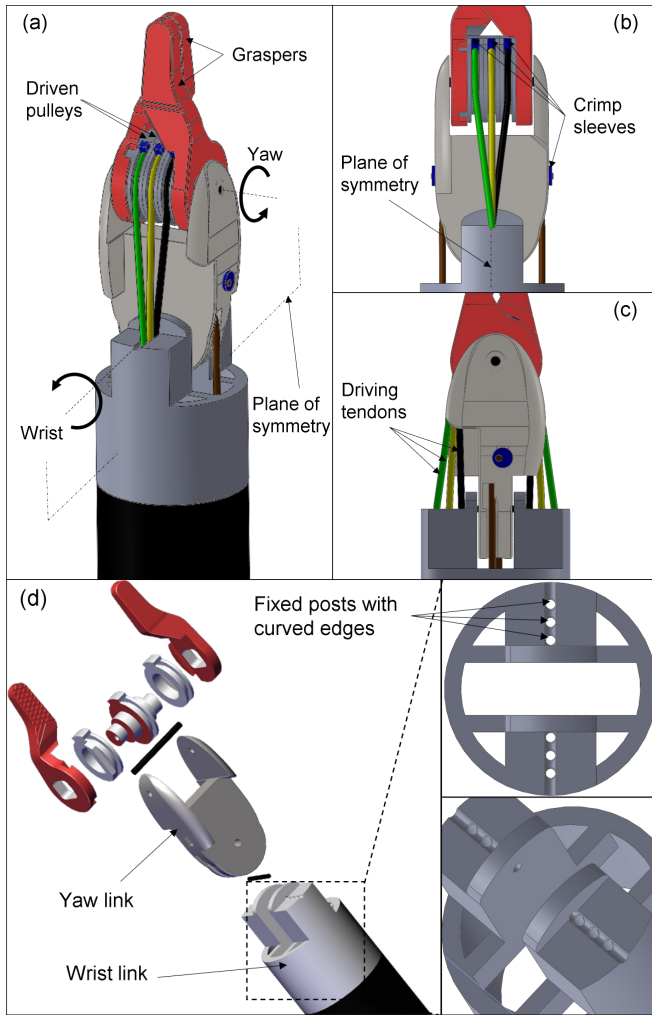 (a)
Graspers
Driven
pulleys
Yaw
Wrist
Plane of
symmetry
(b)
Crimp
sleeves
Plane of
symmetry
(c)
Driving
tendons
(d)
Fixed posts with
curved edges
Yaw link
Wrist link